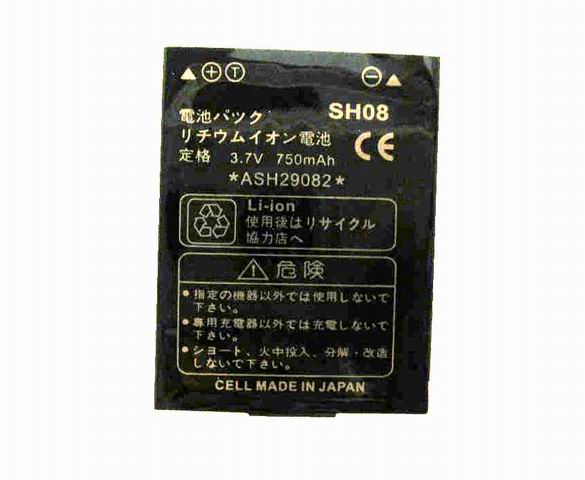 ▲⊕Ⓣ ⊖▲
電池パック SH08
リチウムイオン電池
定格 3.7V 750mAh CE
*ASH29082*
Li-ion
使用後はリサイクル
協力店へ
⚠危険
●指定の機器以外では使用しないで
下さい。
●専用充電器以外では充電しないで
下さい。
●ショート、火中投入、分解・改造
しないで下さい。
CELL MADE IN JAPAN